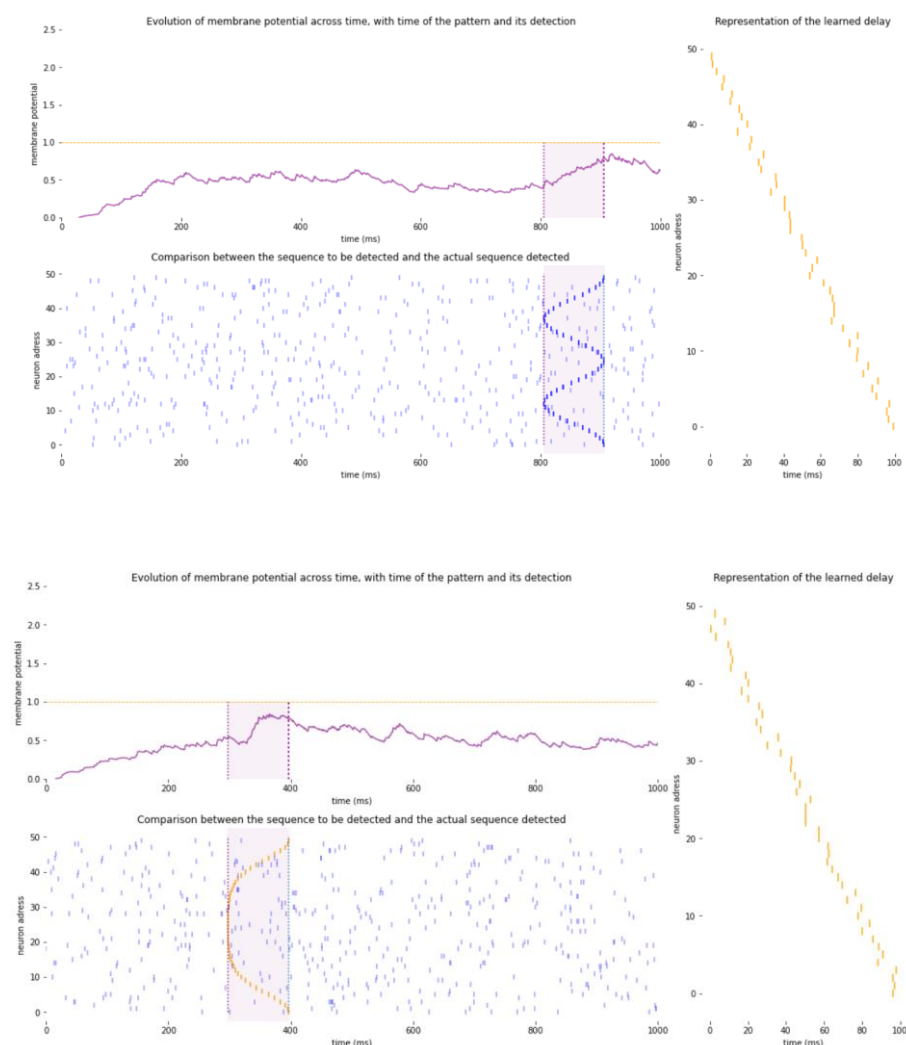 Evolution of membrane potential across time, with time of the pattern and its detection
2.5
2.0
1.5
1.0
0.5
0.0
membrane potential
0 200 400 600 800 1000
time (ms)
Comparison between the sequence to be detected and the actual sequence detected
50
40
30
20
10
0
neuron adress
0 200 400 600 800 1000
time (ms)
Representation of the learned delay
50
40
30
20
10
0
neuron adress
0 20 40 60 80 100
time (ms)
Evolution of membrane potential across time, with time of the pattern and its detection
2.5
2.0
1.5
1.0
0.5
0.0
membrane potential
0 200 400 600 800 1000
time (ms)
Comparison between the sequence to be detected and the actual sequence detected
50
40
30
20
10
0
neuron adress
0 200 400 600 800 1000
time (ms)
Representation of the learned delay
50
40
30
20
10
0
neuron adress
0 20 40 60 80 100
time (ms)